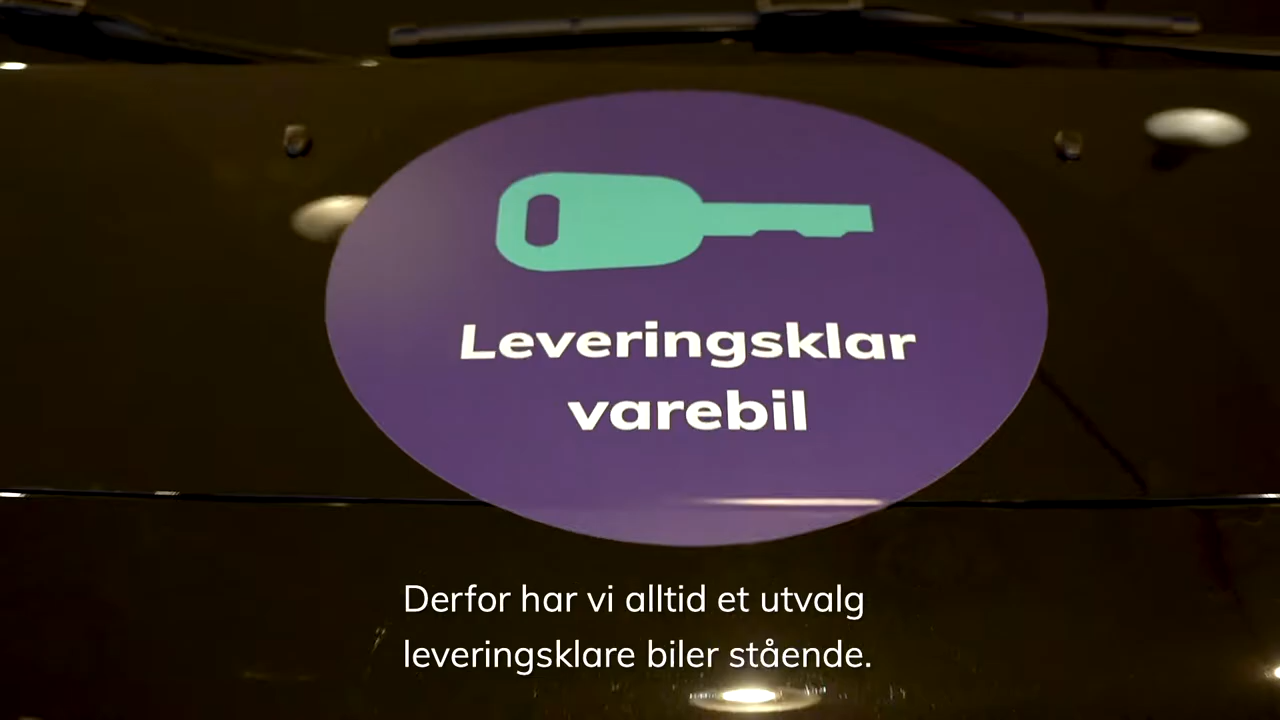 Leveringsklar
varebil
Derfor har vi alltid et utvalg
leveringsklare biler stående.